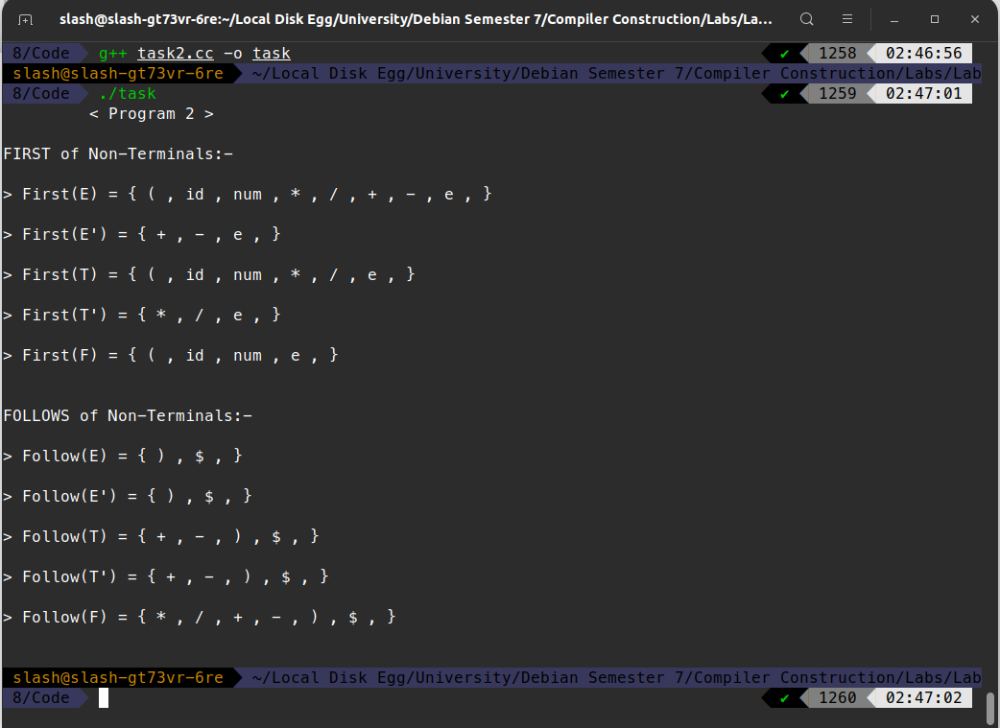 slash@slash-gt73vr-6re:~/Local Disk Egg/University/Debian Semester 7/Compiler Construction/Labs/La...
8/Code g++ task2.cc -o task ✔ 1258 02:46:56
slash@slash-gt73vr-6re ~/Local Disk Egg/University/Debian Semester 7/Compiler Construction/Labs/Lab
8/Code ./task ✔ 1259 02:47:01
< Program 2 >
FIRST of Non-Terminals:-
> First(E) = { ( , id , num , * , / , + , - , e , }
> First(E') = { + , - , e , }
> First(T) = { ( , id , num , * , / , e , }
> First(T') = { * , / , e , }
> First(F) = { ( , id , num , e , }
FOLLOWS of Non-Terminals:-
> Follow(E) = { ) , $ , }
> Follow(E') = { ) , $ , }
> Follow(T) = { + , - , ) , $ , }
> Follow(T') = { + , - , ) , $ , }
> Follow(F) = { * , / , + , - , ) , $ , }
slash@slash-gt73vr-6re ~/Local Disk Egg/University/Debian Semester 7/Compiler Construction/Labs/Lab
8/Code ✔ 1260 02:47:02